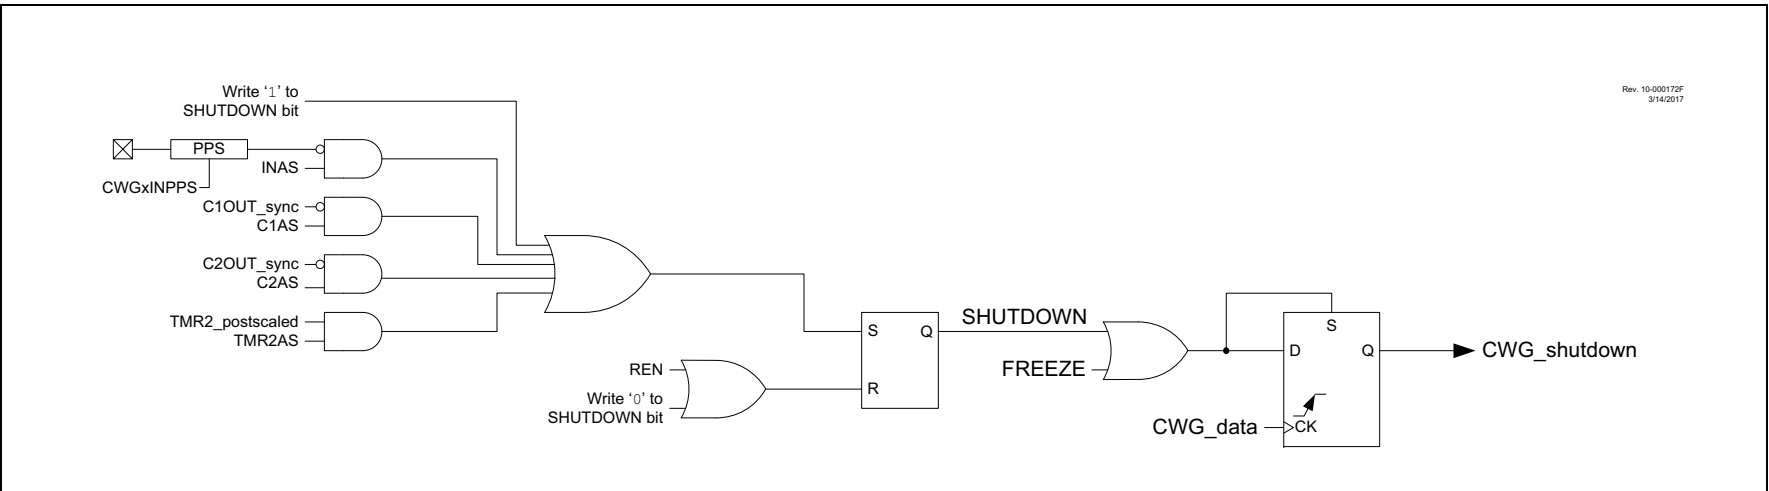 Write ‘1’ to
SHUTDOWN bit
Rev. 10-000172F
3/14/2017
PPS
INAS
CWGxINPPS
C1OUT_sync
C1AS
C2OUT_sync
C2AS
TMR2_postscaled
TMR2AS
S
Q
R
REN
Write ‘0’ to
SHUTDOWN bit
SHUTDOWN
FREEZE
S
D
Q
CWG_shutdown
CWG_data
CK